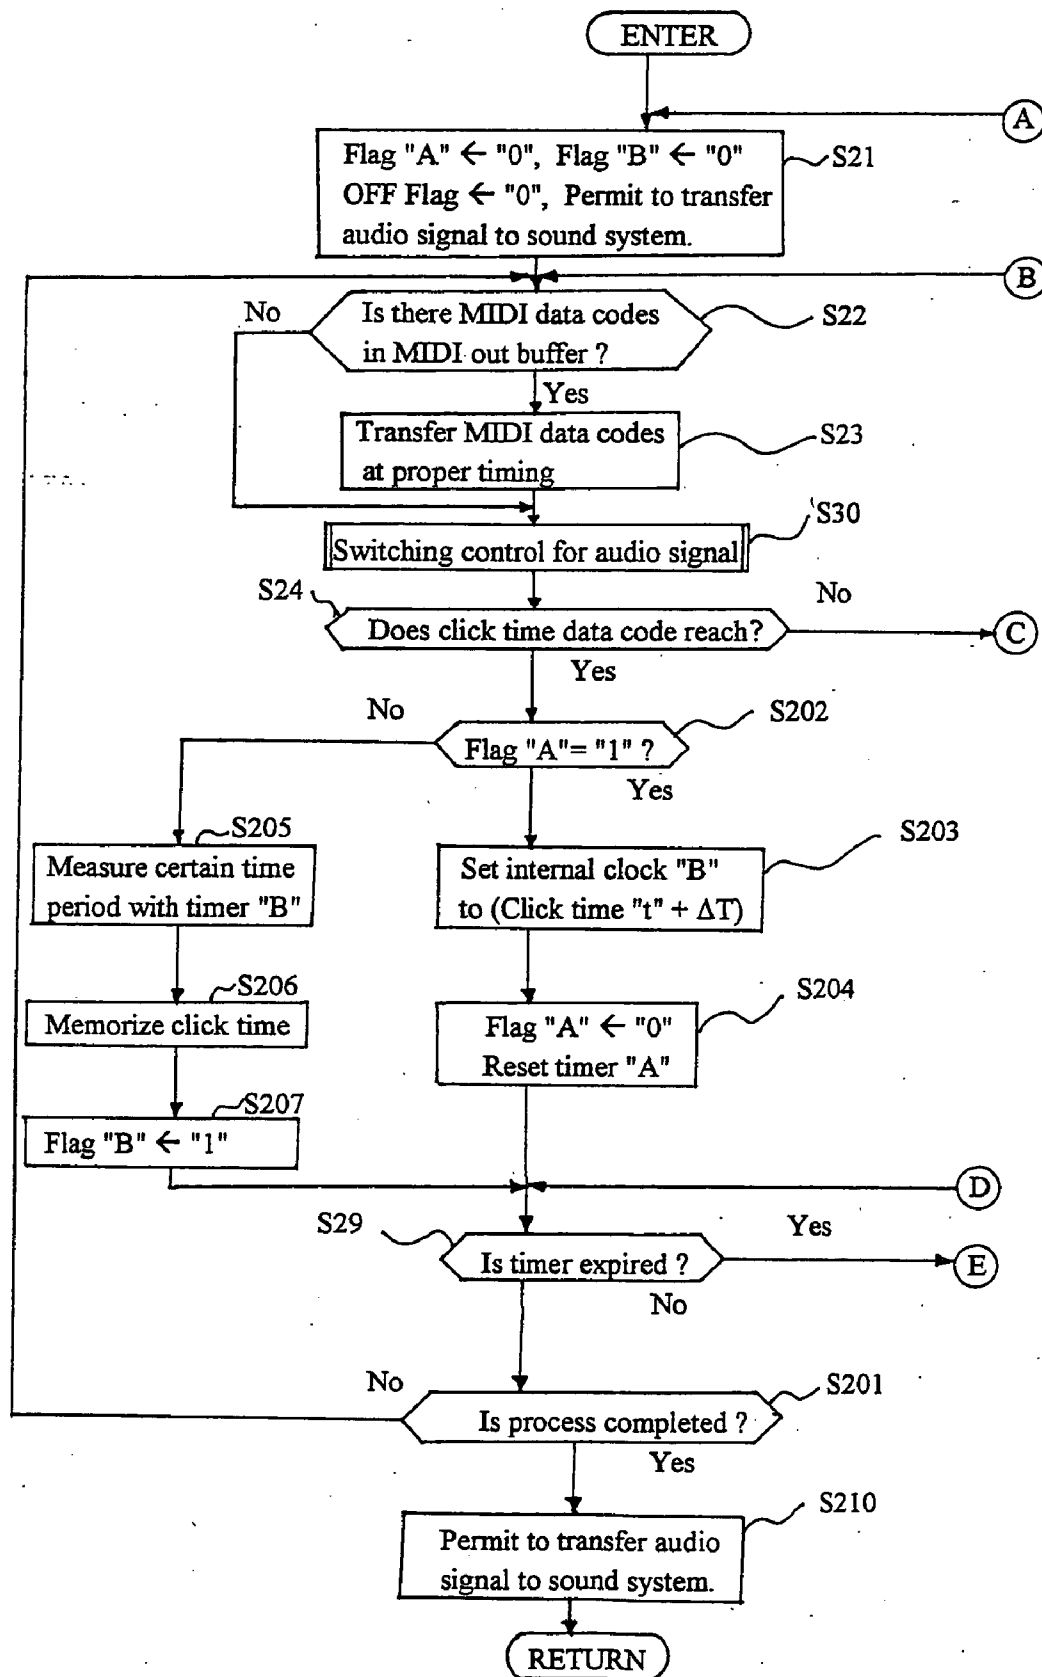 ENTER
A
Flag "A" ← "0", Flag "B" ← "0"
OFF Flag ← "0", Permit to transfer
audio signal to sound system.
S21
B
No
Is there MIDI data codes
in MIDI out buffer ?
S22
Yes
Transfer MIDI data codes
at proper timing
S23
S30
Switching control for audio signal
S24
No
Does click time data code reach?
C
Yes
No
S202
Flag "A"= "1" ?
Yes
S205
S203
Measure certain time
period with timer "B"
Set internal clock "B"
to (Click time "t" + ΔT)
S206
Memorize click time
S204
Flag "A" ← "0"
Reset timer "A"
S207
Flag "B" ← "1"
D
S29
Yes
Is timer expired ?
E
No
No
S201
Is process completed ?
Yes
S210
Permit to transfer audio
signal to sound system.
RETURN